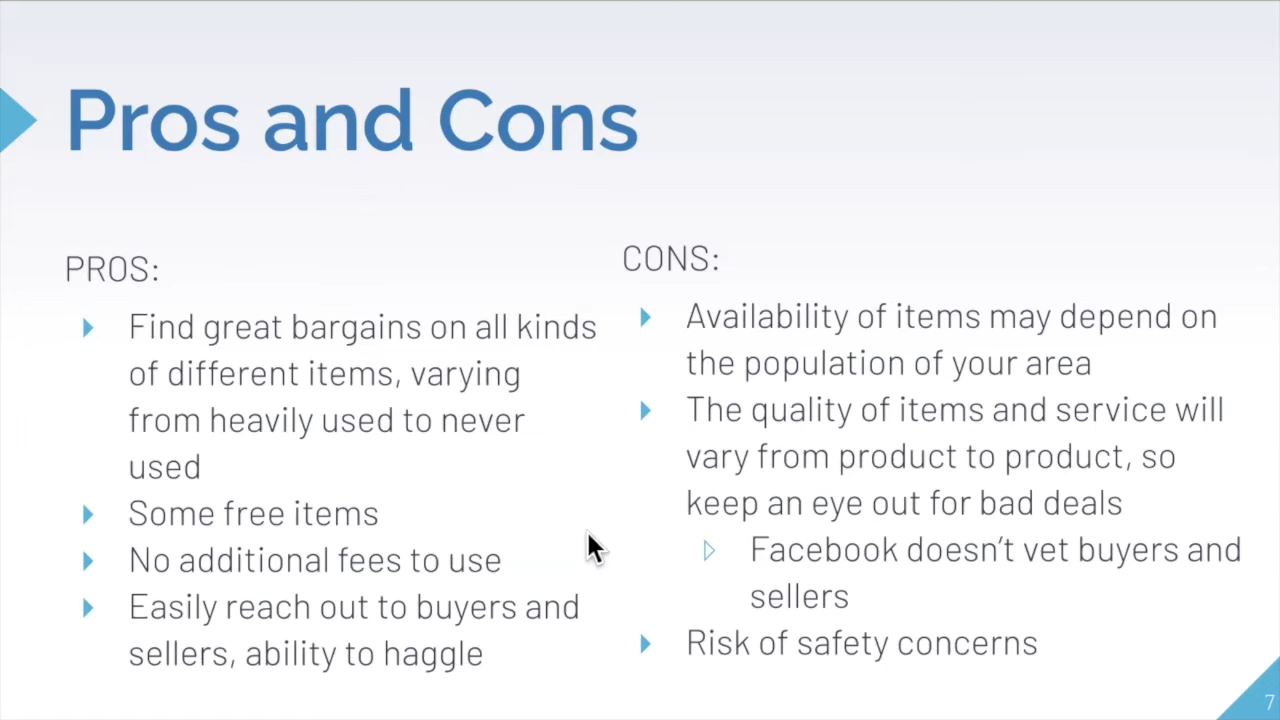 Pros and Cons
PROS:
Find great bargains on all kinds
of different items, varying
from heavily used to never
used
Some free items
No additional fees to use
Easily reach out to buyers and
sellers, ability to haggle
CONS:
Availability of items may depend on
the population of your area
The quality of items and service will
vary from product to product, so
keep an eye out for bad deals
Facebook doesn't vet buyers and
sellers
Risk of safety concerns
7